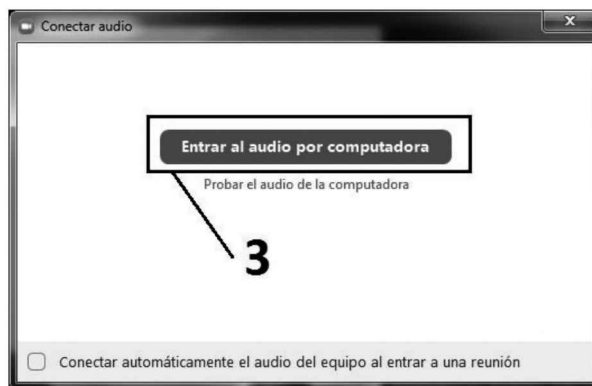 Conectar audio
X
Entrar al audio por computadora
Probar el audio de la computadora
3
Conectar automáticamente el audio del equipo al entrar a una reunión